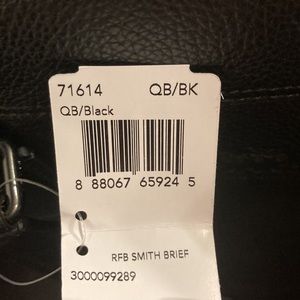 71614 QB/BK
QB/Black
8 88067 65924 5
RFB SMITH BRIEF
3000099289